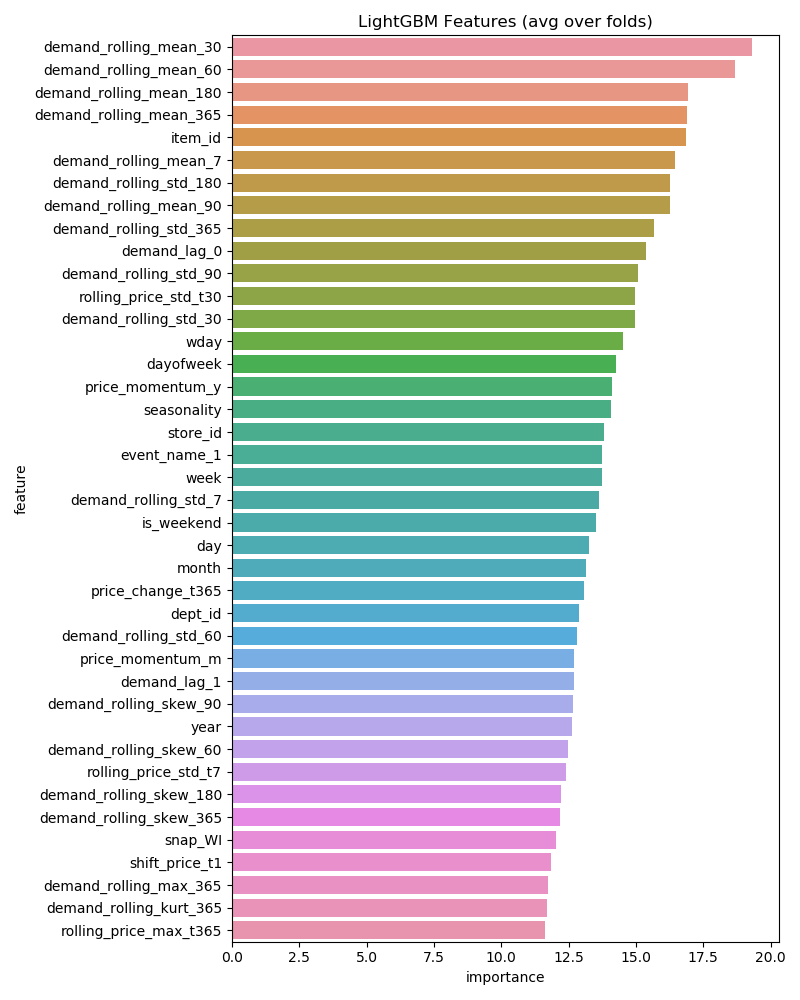 LightGBM Features (avg over folds)
demand_rolling_mean_30
demand_rolling_mean_60
demand_rolling_mean_180
demand_rolling_mean_365
item_id
demand_rolling_mean_7
demand_rolling_std_180
demand_rolling_mean_90
demand_rolling_std_365
demand_lag_0
demand_rolling_std_90
rolling_price_std_t30
demand_rolling_std_30
wday
dayofweek
price_momentum_y
seasonality
store_id
event_name_1
week
demand_rolling_std_7
is_weekend
day
month
price_change_t365
dept_id
demand_rolling_std_60
price_momentum_m
demand_lag_1
demand_rolling_skew_90
year
demand_rolling_skew_60
rolling_price_std_t7
demand_rolling_skew_180
demand_rolling_skew_365
snap_WI
shift_price_t1
demand_rolling_max_365
demand_rolling_kurt_365
rolling_price_max_t365
feature
0.0 2.5 5.0 7.5 10.0 12.5 15.0 17.5 20.0
importance